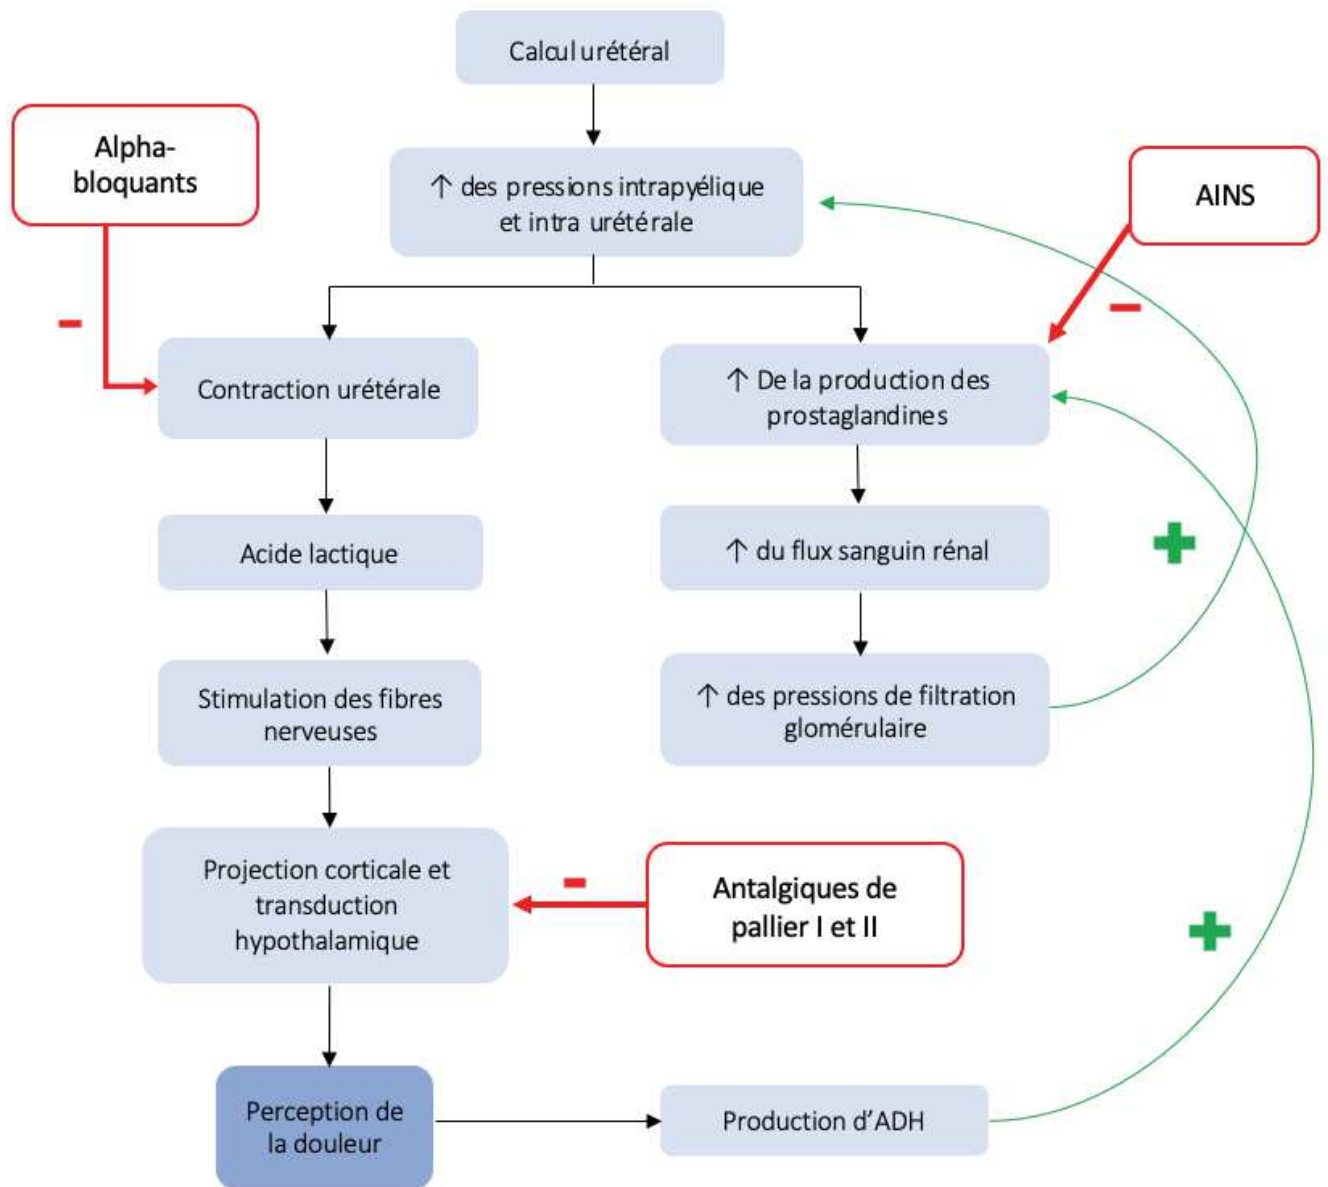 Calcul urétéral
Alpha-
bloquants
↑ des pressions intrapyélique
et intra urétérale
AINS
-
-
Contraction urétérale
↑ De la production des
prostaglandines
Acide lactique
↑ du flux sanguin rénal
+
Stimulation des fibres
nerveuses
↑ des pressions de filtration
glomérulaire
Projection corticale et
transduction
hypothalamique
-
Antalgiques de
pallier I et II
+
Perception de
la douleur
Production d'ADH